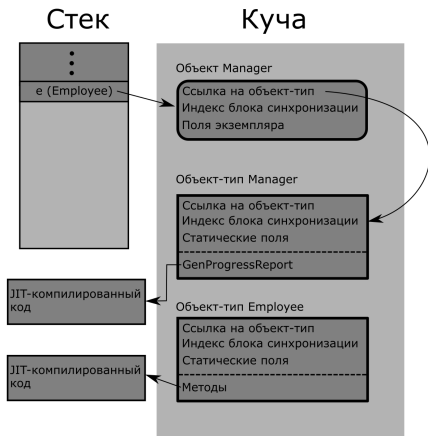 Стек
Куча
e (Employee)
Объект Manager
Ссылка на объект-тип
Индекс блока синхронизации
Поля экземпляра
Объект-тип Manager
Ссылка на объект-тип
Индекс блока синхронизации
Статические поля
GenProgressReport
JIT-компилированный
код
Объект-тип Employee
Ссылка на объект-тип
Индекс блока синхронизации
Статические поля
Методы
JIT-компилированный
код